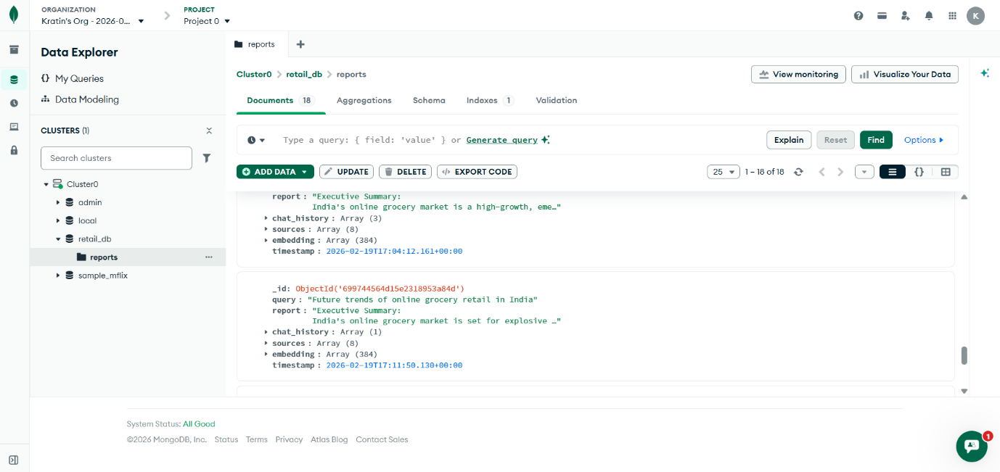 ORGANIZATION
Kratin's Org - 2026-0...
PROJECT
Project 0
K
Data Explorer
My Queries
Data Modeling
CLUSTERS (1)
Search clusters
Cluster0
admin
local
retail_db
reports
sample_mflix
reports
Cluster0 > retail_db > reports
View monitoring
Visualize Your Data
Documents 18
Aggregations
Schema
Indexes 1
Validation
Type a query: { field: 'value' } or Generate query
Explain
Reset
Find
Options
ADD DATA
UPDATE
DELETE
EXPORT CODE
25
1 – 18 of 18
{}
report : "Executive Summary:
India's online grocery market is a high-growth, eme…"
chat_history : Array (3)
sources : Array (8)
embedding : Array (384)
timestamp : 2026-02-19T17:04:12.161+00:00
_id: ObjectId('699744564d15e2318953a84d')
query : "Future trends of online grocery retail in India"
report : "Executive Summary:
India's online grocery market is set for explosive …"
chat_history : Array (1)
sources : Array (8)
embedding : Array (384)
timestamp : 2026-02-19T17:11:50.130+00:00
System Status: All Good
©2026 MongoDB, Inc. Status Terms Privacy Atlas Blog Contact Sales
1